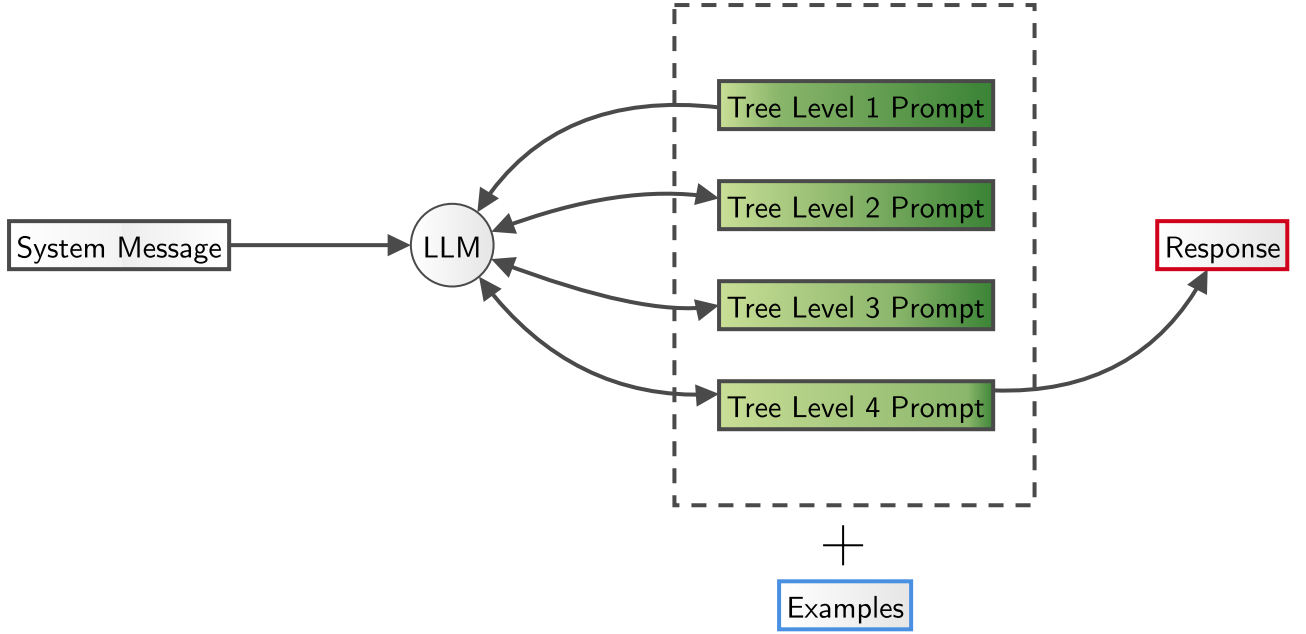 System Message
LLM
Tree Level 1 Prompt
Tree Level 2 Prompt
Tree Level 3 Prompt
Tree Level 4 Prompt
Response
+
Examples